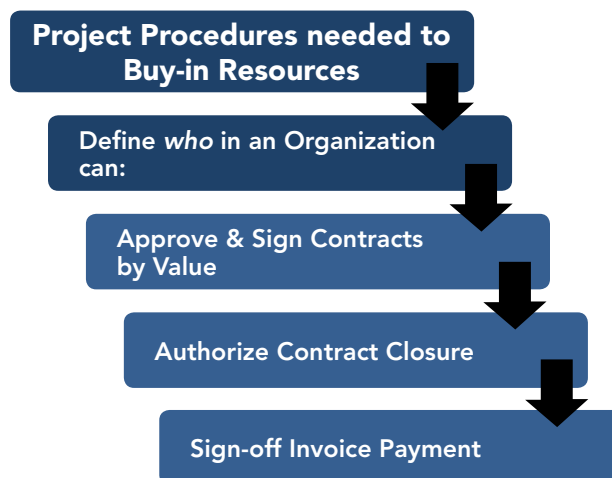 Project Procedures needed to
Buy-in Resources
Define who in an Organization
can:
Approve & Sign Contracts
by Value
Authorize Contract Closure
Sign-off Invoice Payment